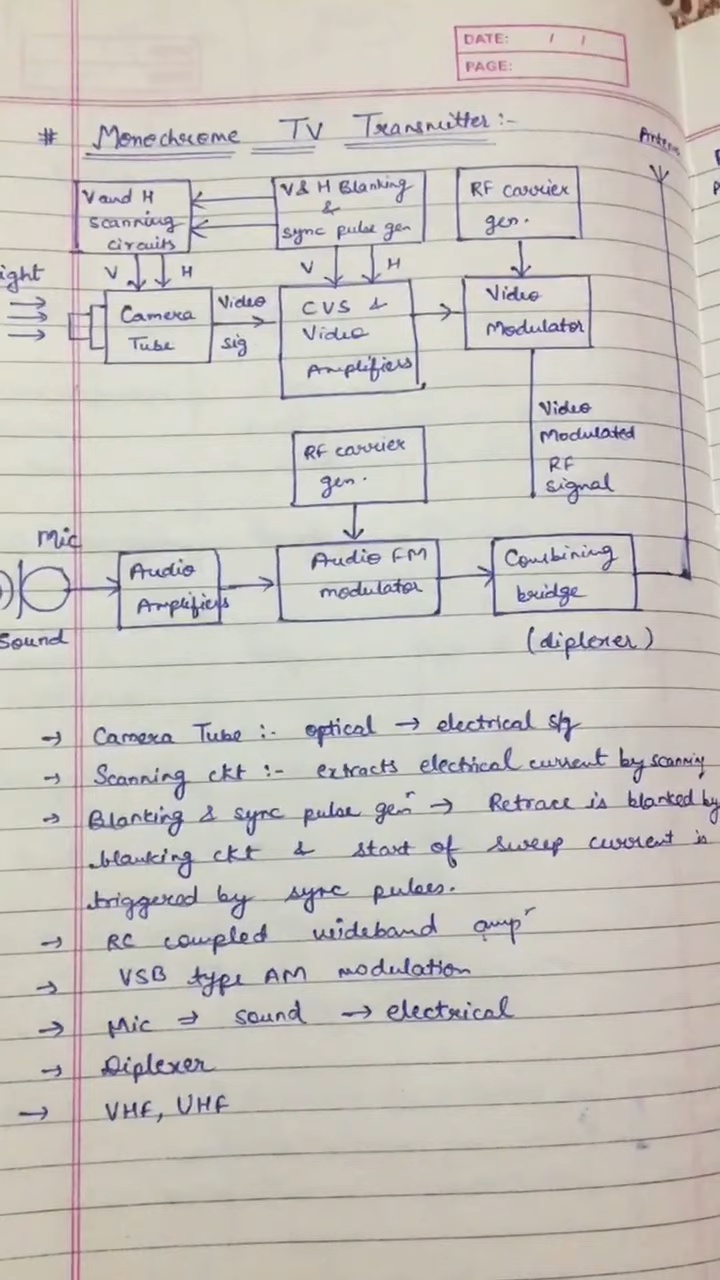 DATE: / /
PAGE:
# Monochrome TV Transmitter :-
Antenna
V and H
scanning
circuits
V & H Blanking
&
sync pulse gen
RF carrier
gen.
V H
V H
ight
Camera
Tube
Video
sig
CVS &
Video
Amplifiers
Video
Modulator
Video
Modulated
RF
signal
RF carrier
gen.
Mic
Sound
Audio
Amplifiers
Audio FM
modulator
Combining
bridge
(diplexer)
→ Camera Tube :- optical → electrical s/g
→ Scanning ckt :- extracts electrical current by scanning
→ Blanking & sync pulse genʳ → Retrace is blanked by
blanking ckt & start of sweep current is
triggered by sync pulses.
→ RC coupled wideband ampʳ
→ VSB type AM modulation
→ Mic ⇒ sound → electrical
→ Diplexer
→ VHF, UHF